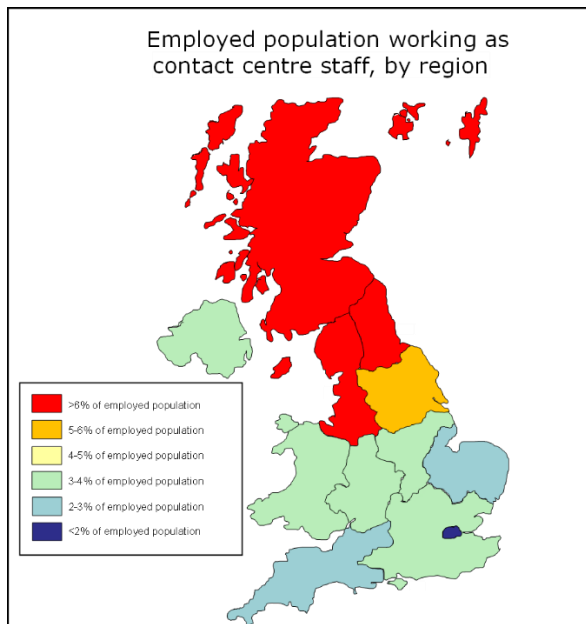 Employed population working as
contact centre staff, by region
>6% of employed population
5-6% of employed population
4-5% of employed population
3-4% of employed population
2-3% of employed population
<2% of employed population